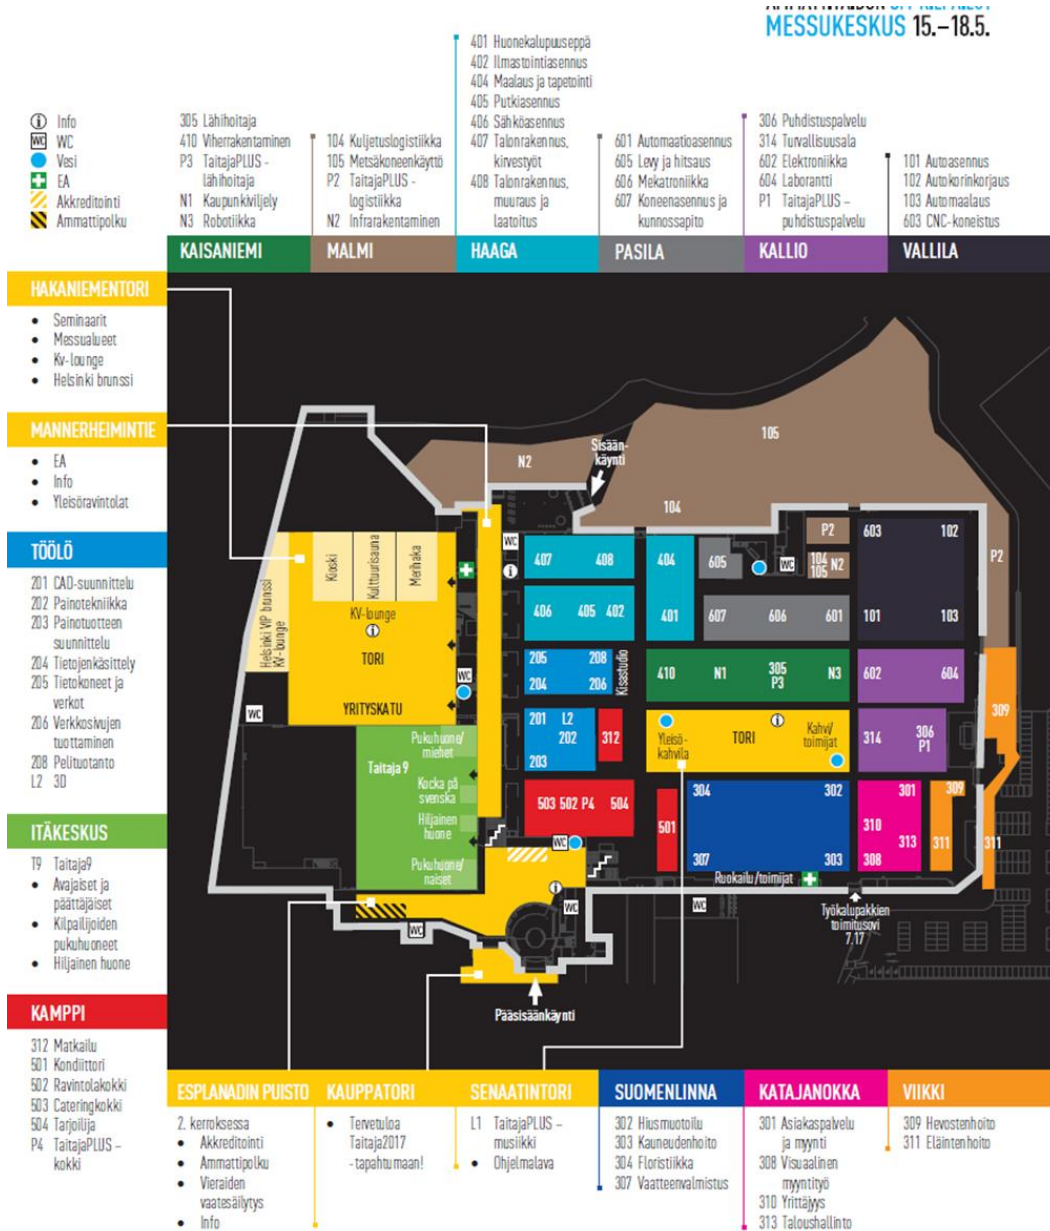 MESSUKESKUS 15.–18.5.
Info
WC WC
Vesi
EA
Akkreditointi
Ammattipolku
305 Lähihoitaja
410 Viherrakentaminen
P3 TaitajaPLUS -
lähihoitaja
N1 Kaupunkiviljely
N3 Robotiikka
KAISANIEMI
104 Kuljetuslogistiikka
105 Metsäkoneenkäyttö
P2 TaitajaPLUS -
logistiikka
N2 Infrarakentaminen
MALMI
401 Huonekalupuuseppä
402 Ilmastointiasennus
404 Maalaus ja tapetointi
405 Putkiasennus
406 Sähköasennus
407 Talonrakennus,
kirvestyöt
408 Talonrakennus,
muuraus ja
laatoitus
HAAGA
601 Automaatioasennus
605 Levy ja hitsaus
606 Mekatroniikka
607 Koneenasennus ja
kunnossapito
PASILA
306 Puhdistuspalvelu
314 Turvallisuusala
602 Elektroniikka
604 Laborantti
P1 TaitajaPLUS –
puhdistuspalvelu
KALLIO
101 Autoasennus
102 Autokorinkorjaus
103 Automaalaus
603 CNC-koneistus
VALLILA
HAKANIEMENTORI
• Seminaarit
• Messualueet
• Kv-lounge
• Helsinki brunssi
MANNERHEIMINTIE
• EA
• Info
• Yleisöravintolat
TÖÖLÖ
201 CAD-suunnittelu
202 Painotekniikka
203 Painotuotteen
suunnittelu
204 Tietojenkäsittely
205 Tietokoneet ja
verkot
206 Verkkosivujen
tuottaminen
208 Pelituotanto
L2 3D
ITÄKESKUS
T9 Taitaja9
• Avajaiset ja
päättäjäiset
• Kilpailijoiden
pukuhuoneet
• Hiljainen huone
KAMPPI
312 Matkailu
501 Kondiittori
502 Ravintolakokki
503 Cateringkokki
504 Tarjoilija
P4 TaitajaPLUS –
kokki
105
N2
Sisään-
käynti
104
P2
603
102
P2
WC
407
408
404
605
WC
104
105
N2
Kioski
Kulttuurisauna
Merihaka
406
405
402
401
607
606
601
101
103
Helsinki VIP brunssi
KV-lounge
KV-lounge
TORI
YRITYSKATU
WC
WC
205
208
204
206
Kisastudio
410
N1
305
P3
N3
602
604
309
201
L2
202
203
312
Yleisö-
kahvila
TORI
Kahvi/
toimijat
314
306
P1
Taitaja 9
Pukuhuone/
miehet
Kocka på
svenska
Hiljainen
huone
Pukuhuone/
naiset
503
502
P4
504
501
304
302
307
303
301
310
313
308
309
311
311
WC
Ruokailu/toimijat
WC
WC
WC
Työkalupakkien
toimitusovi
7.17
Pääsisäänkäynti
ESPLANADIN PUISTO
2. kerroksessa
• Akkreditointi
• Ammattipolku
• Vieraiden
vaatesäilytys
• Info
KAUPPATORI
• Tervetuloa
Taitaja2017
-tapahtumaan!
SENAATINTORI
L1 TaitajaPLUS –
musiikki
• Ohjelmalava
SUOMENLINNA
302 Hiusmuotoilu
303 Kauneudenhoito
304 Floristiikka
307 Vaatteenvalmistus
KATAJANOKKA
301 Asiakaspalvelu
ja myynti
308 Visuaalinen
myyntityö
310 Yrittäjyys
313 Taloushallinto
VIIKKI
309 Hevostenhoito
311 Eläintenhoito